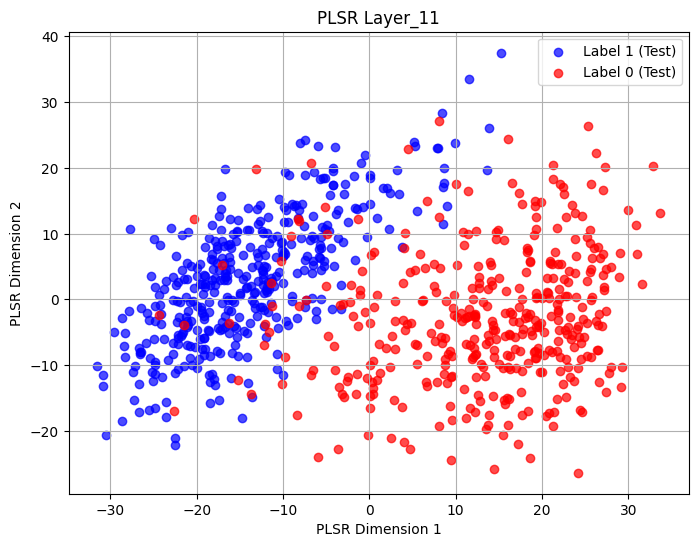 PLSR Layer_11
Label 1 (Test)
Label 0 (Test)
PLSR Dimension 2
40
30
20
10
0
−10
−20
−30
−20
−10
0
10
20
30
PLSR Dimension 1